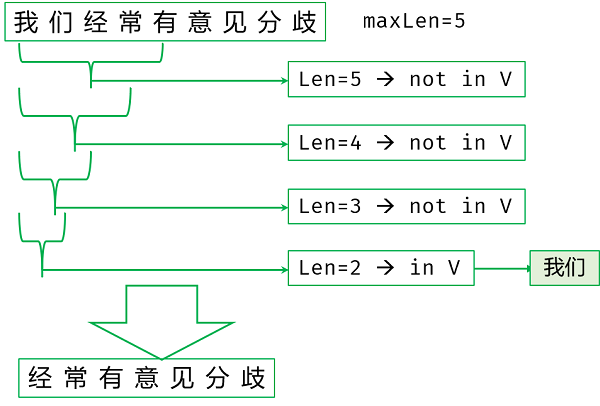 我们经常有意见分歧
maxLen=5
Len=5 → not in V
Len=4 → not in V
Len=3 → not in V
Len=2 → in V
我们
经常有意见分歧